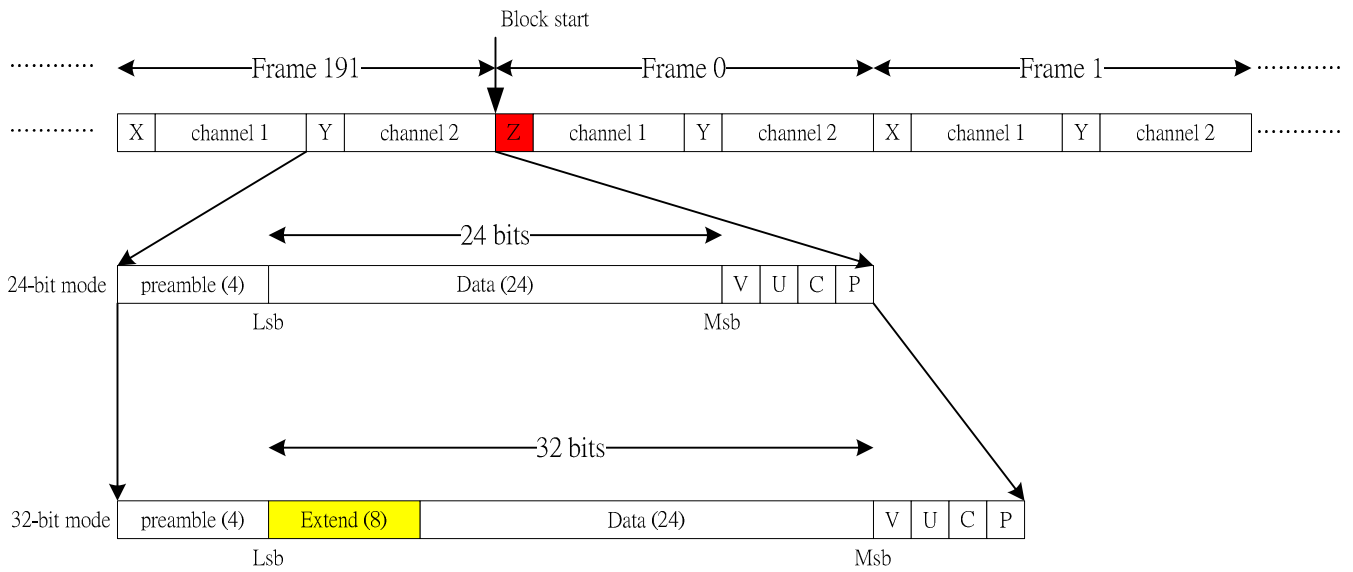 Block start
............ Frame 191 Frame 0 Frame 1 ............
............ X channel 1 Y channel 2 Z channel 1 Y channel 2 X channel 1 Y channel 2 ............
24 bits
24-bit mode preamble (4) Data (24) V U C P
Lsb Msb
32 bits
32-bit mode preamble (4) Extend (8) Data (24) V U C P
Lsb Msb